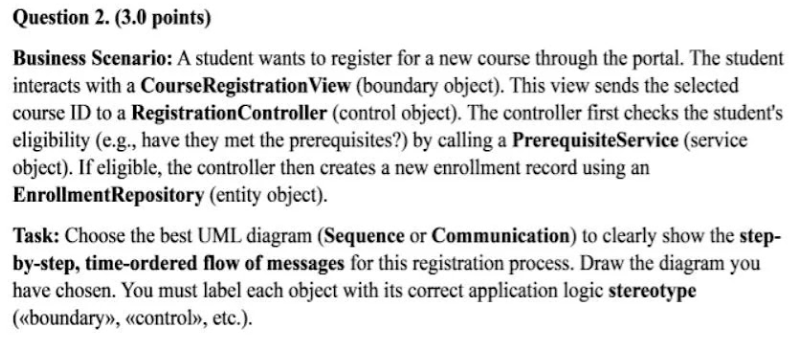 Question 2. (3.0 points)
Business Scenario: A student wants to register for a new course through the portal. The student
interacts with a CourseRegistrationView (boundary object). This view sends the selected
course ID to a RegistrationController (control object). The controller first checks the student's
eligibility (e.g., have they met the prerequisites?) by calling a PrerequisiteService (service
object). If eligible, the controller then creates a new enrollment record using an
EnrollmentRepository (entity object).
Task: Choose the best UML diagram (Sequence or Communication) to clearly show the step-
by-step, time-ordered flow of messages for this registration process. Draw the diagram you
have chosen. You must label each object with its correct application logic stereotype
(«boundary», «control», etc.).